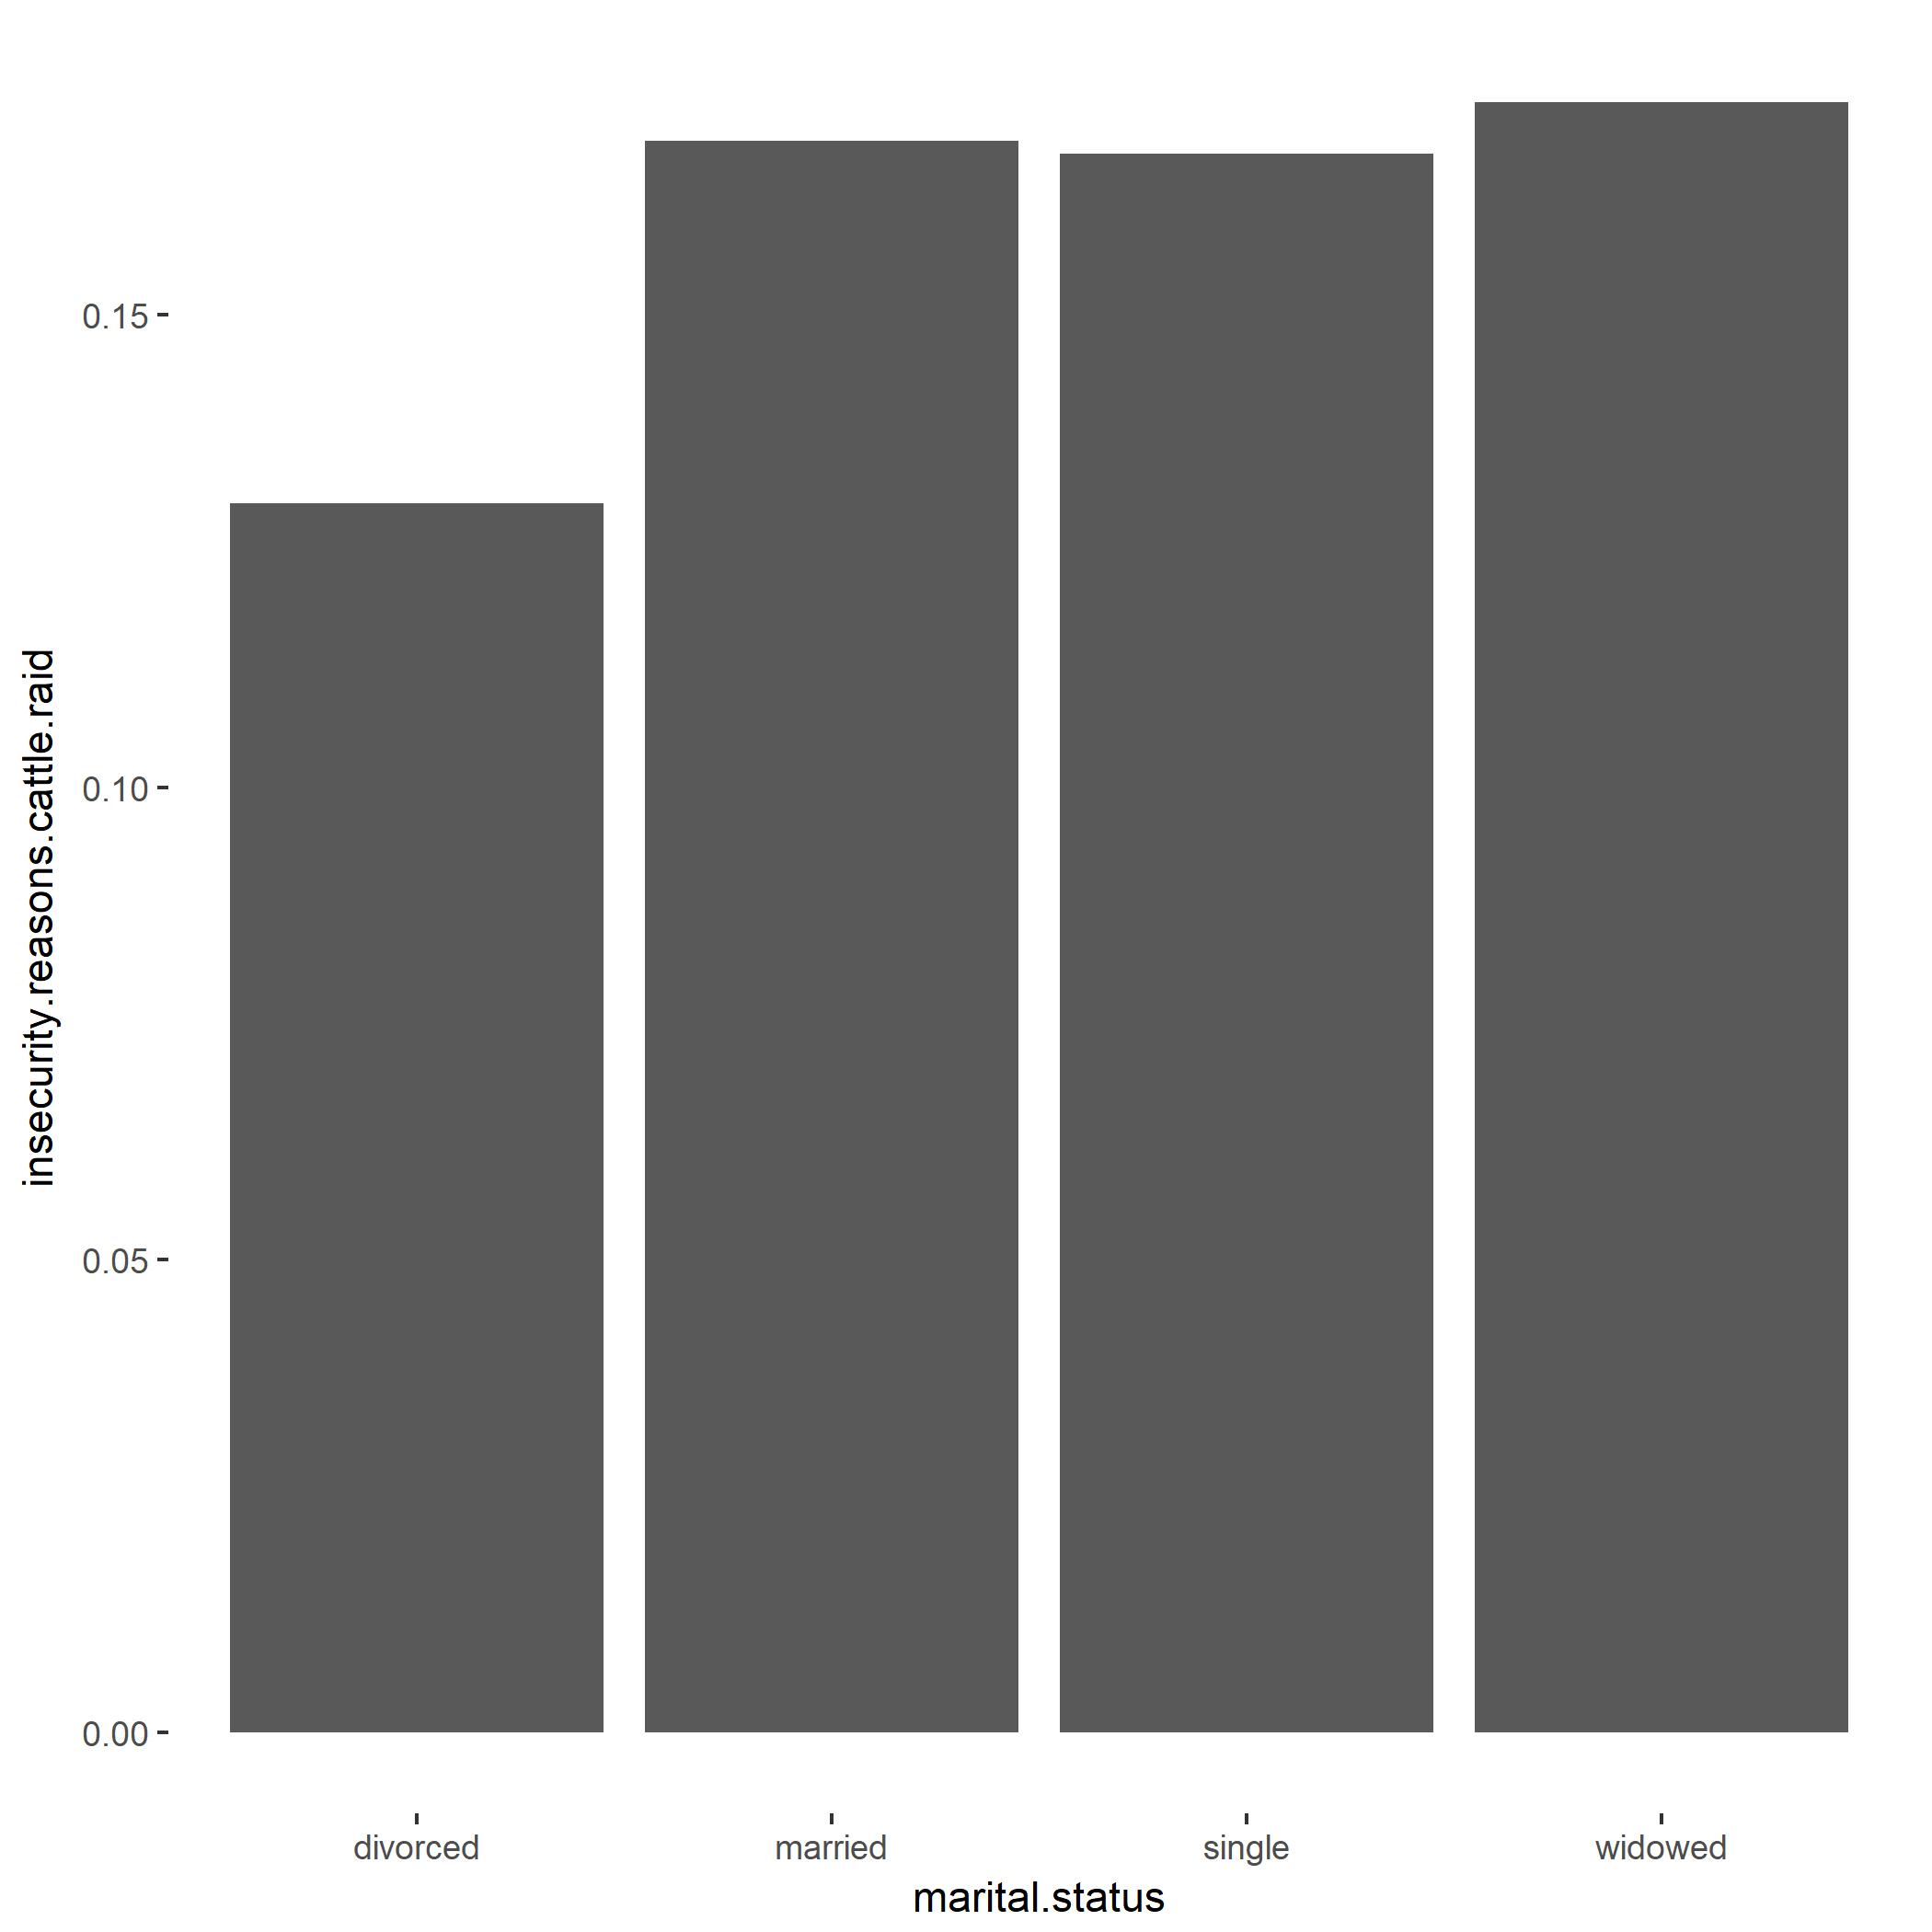 insecurity.reasons.cattle.raid
0.15
0.10
0.05
0.00
divorced married single widowed
marital.status